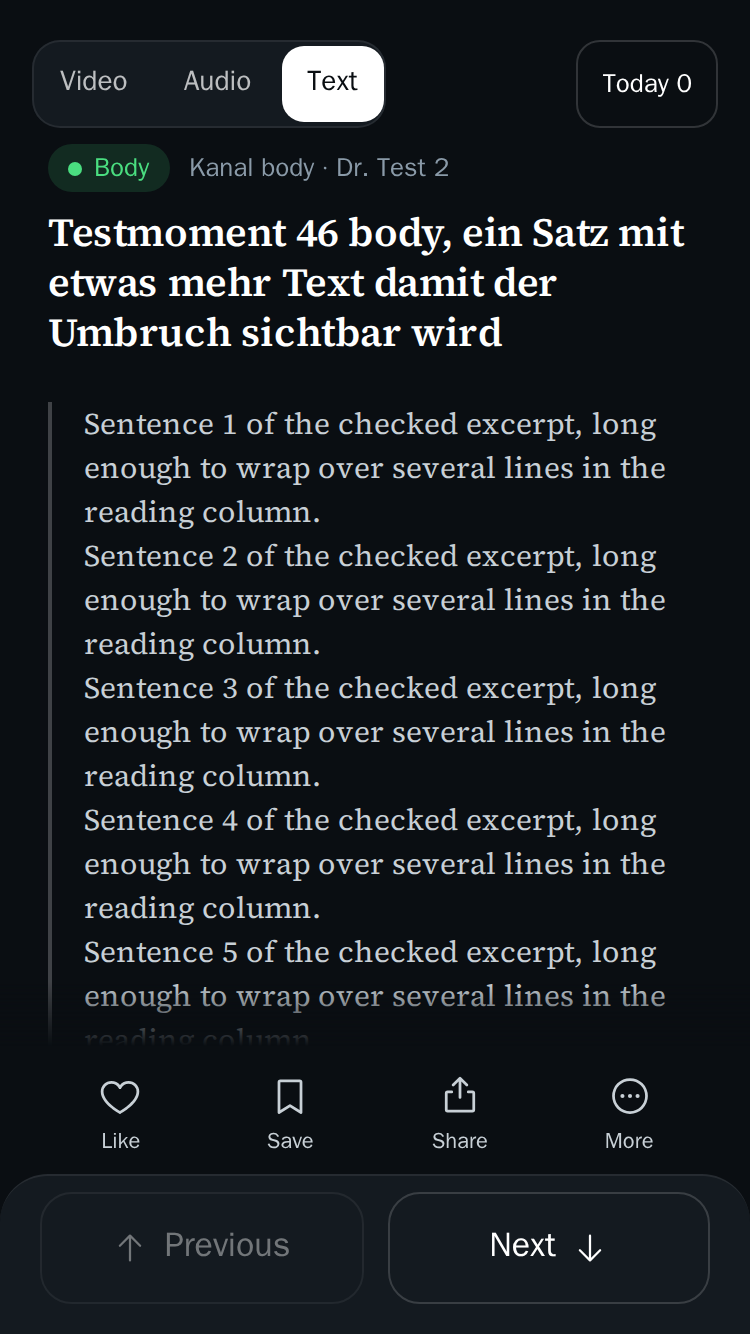 Video Audio Text Today 0
Body Kanal body · Dr. Test 2
Testmoment 46 body, ein Satz mit
etwas mehr Text damit der
Umbruch sichtbar wird
Sentence 1 of the checked excerpt, long
enough to wrap over several lines in the
reading column.
Sentence 2 of the checked excerpt, long
enough to wrap over several lines in the
reading column.
Sentence 3 of the checked excerpt, long
enough to wrap over several lines in the
reading column.
Sentence 4 of the checked excerpt, long
enough to wrap over several lines in the
reading column.
Sentence 5 of the checked excerpt, long
enough to wrap over several lines in the
reading column.
Like Save Share More
Previous Next